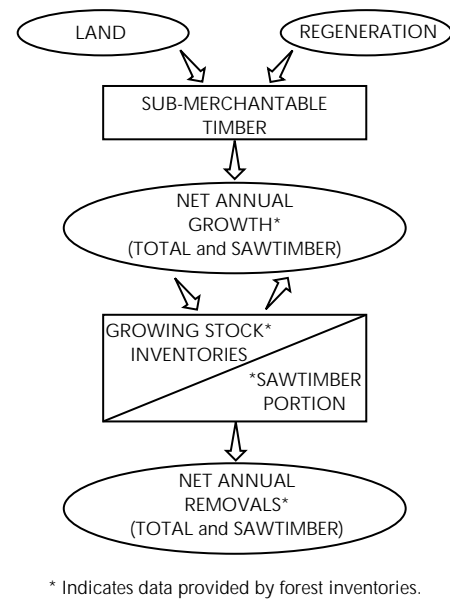 LAND
REGENERATION
SUB-MERCHANTABLE
TIMBER
NET ANNUAL
GROWTH*
(TOTAL and SAWTIMBER)
GROWING STOCK*
INVENTORIES
*SAWTIMBER
PORTION
NET ANNUAL
REMOVALS*
(TOTAL and SAWTIMBER)
* Indicates data provided by forest inventories.